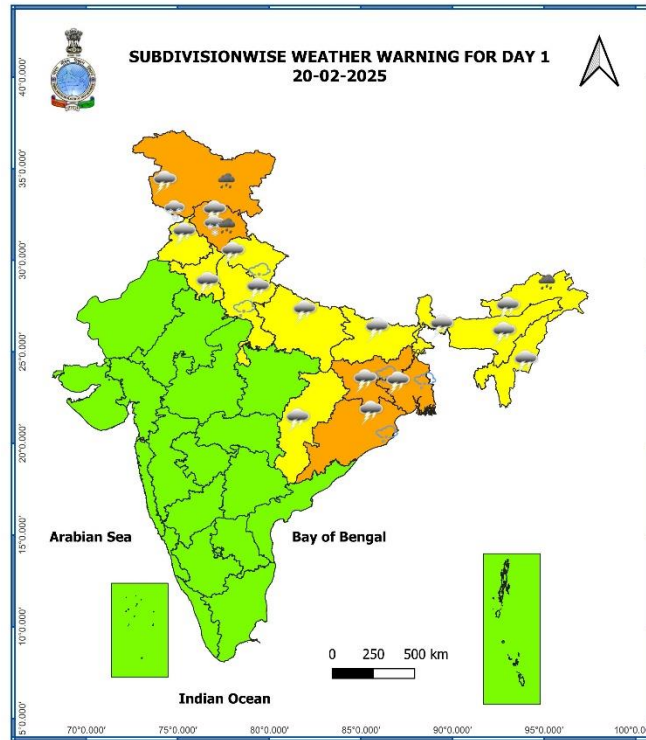 SUBDIVISIONWISE WEATHER WARNING FOR DAY 1
20-02-2025
40°0.000'
35°0.000'
30°0.000'
25°0.000'
20°0.000'
15°0.000'
10°0.000'
5°0.000'
Arabian Sea
Bay of Bengal
0 250 500 km
Indian Ocean
70°0.000' 75°0.000' 80°0.000' 85°0.000' 90°0.000' 95°0.000'